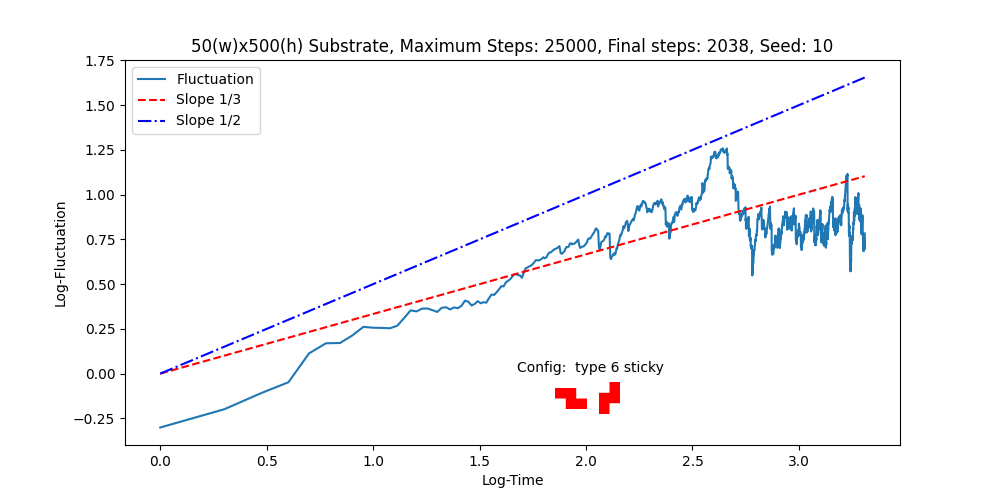 50(w)x500(h) Substrate, Maximum Steps: 25000, Final steps: 2038, Seed: 10
1.75
1.50
1.25
1.00
0.75
0.50
0.25
0.00
−0.25
Log-Fluctuation
Fluctuation
Slope 1/3
Slope 1/2
Config:  type 6 sticky
0.0 0.5 1.0 1.5 2.0 2.5 3.0
Log-Time